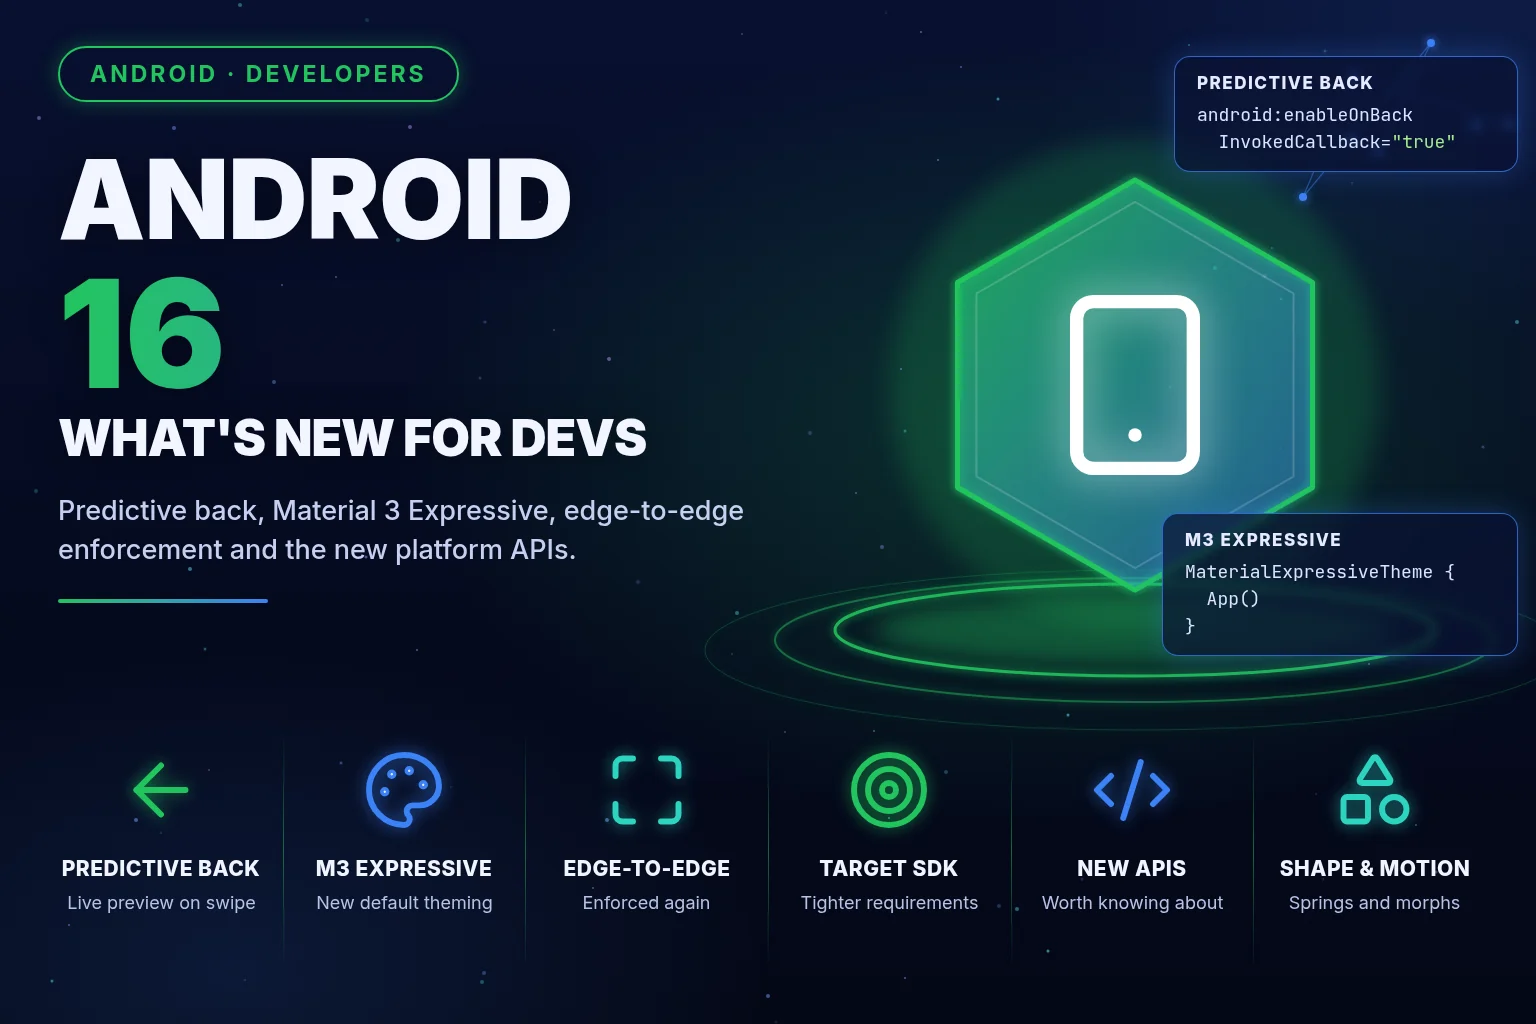 ANDROID · DEVELOPERS
ANDROID
16
WHAT'S NEW FOR DEVS
Predictive back, Material 3 Expressive, edge-to-edge
enforcement and the new platform APIs.
PREDICTIVE BACK
android:enableOnBack
InvokedCallback="true"
M3 EXPRESSIVE
MaterialExpressiveTheme {
App()
}
PREDICTIVE BACK
Live preview on swipe
M3 EXPRESSIVE
New default theming
EDGE-TO-EDGE
Enforced again
TARGET SDK
Tighter requirements
NEW APIS
Worth knowing about
SHAPE & MOTION
Springs and morphs